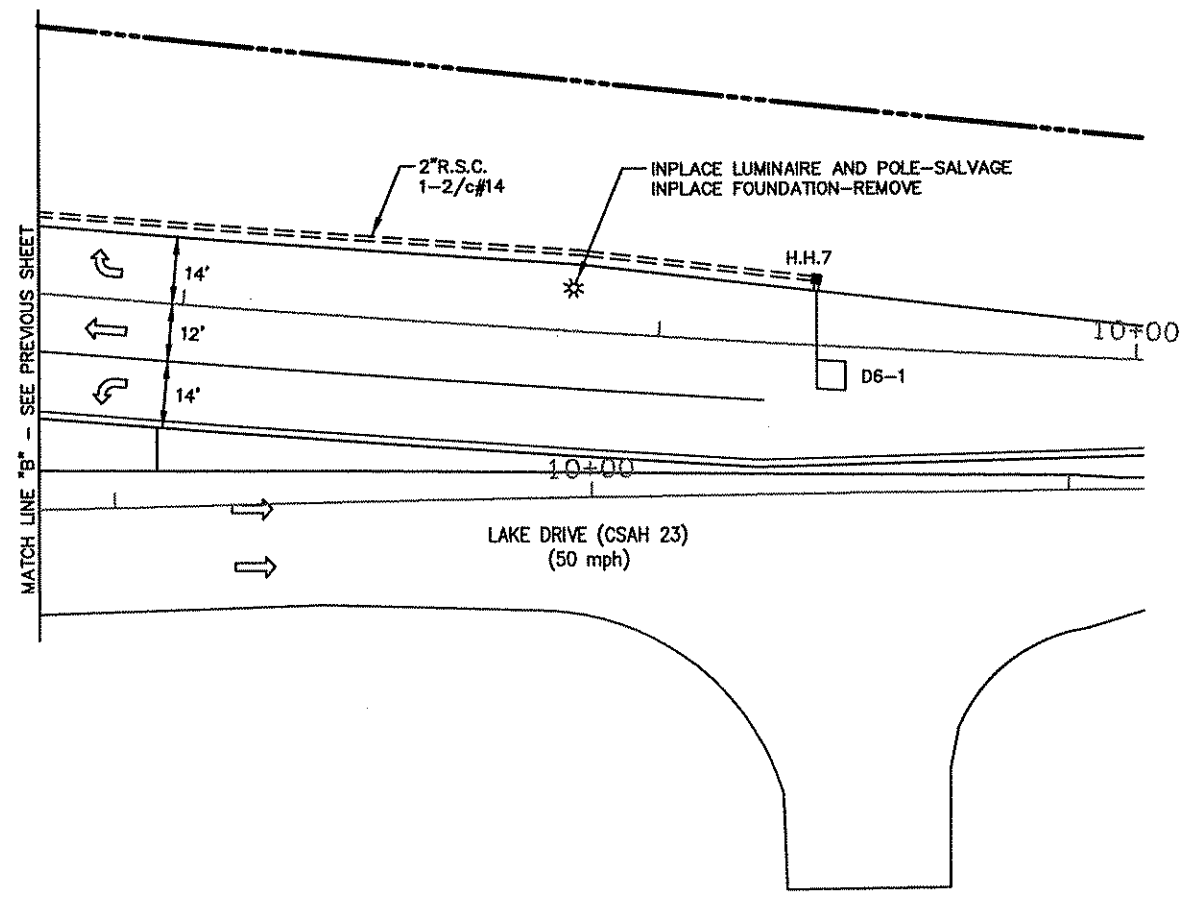 2"R.S.C.
1-2/c#14
INPLACE LUMINAIRE AND POLE-SALVAGE
INPLACE FOUNDATION-REMOVE
H.H.7
14'
12'
14'
10+00
D6-1
10+00
LAKE DRIVE (CSAH 23)
(50 mph)
MATCH LINE "B" - SEE PREVIOUS SHEET